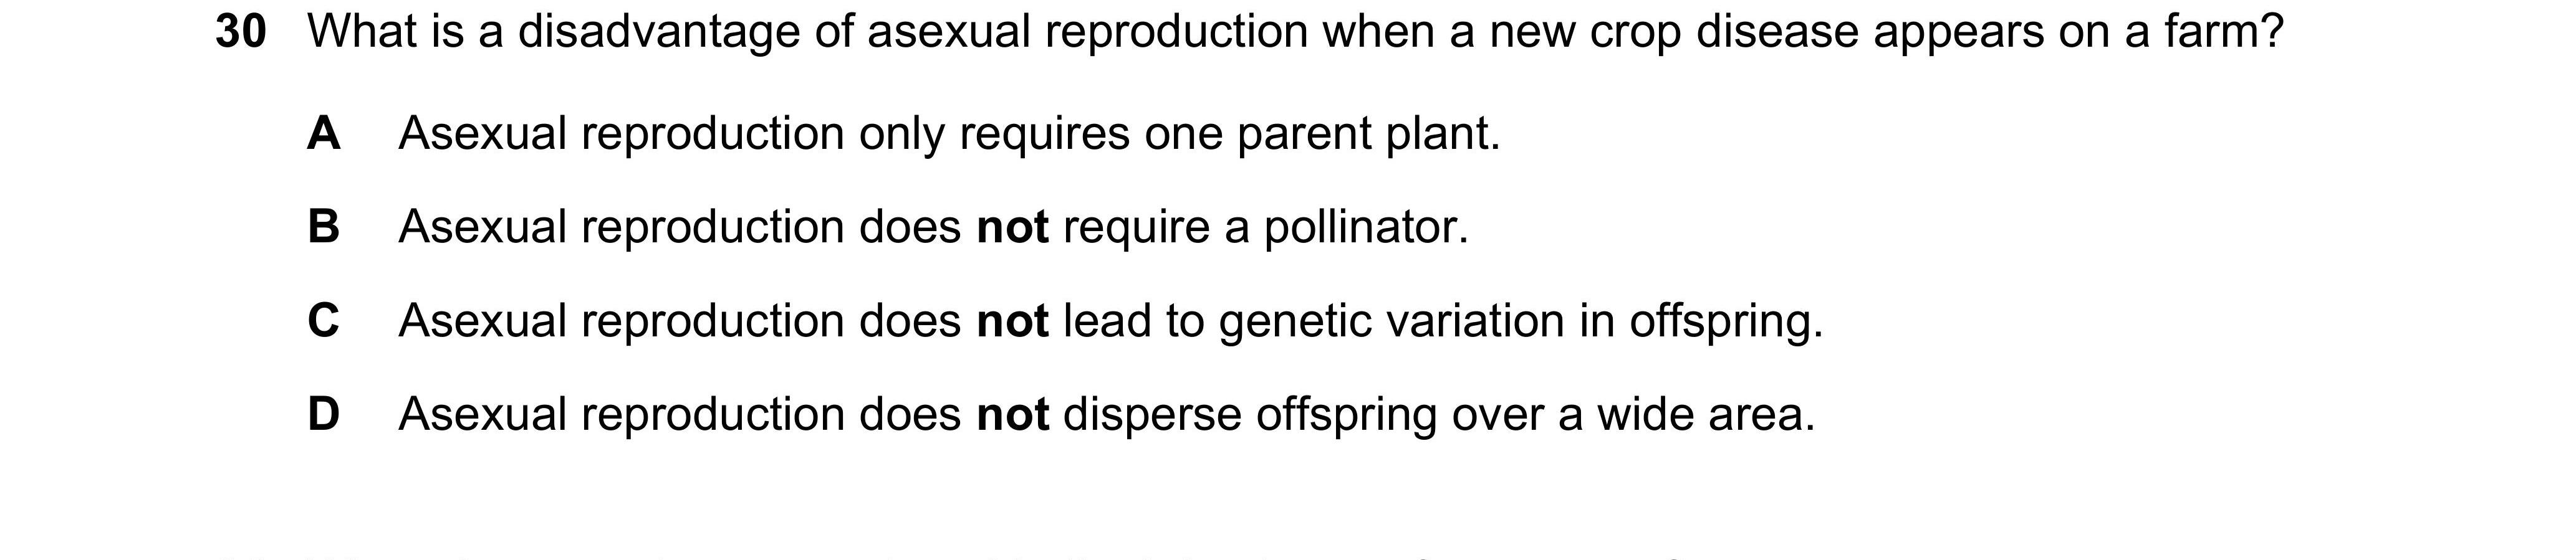 30 What is a disadvantage of asexual reproduction when a new crop disease appears on a farm?
A Asexual reproduction only requires one parent plant.
B Asexual reproduction does not require a pollinator.
C Asexual reproduction does not lead to genetic variation in offspring.
D Asexual reproduction does not disperse offspring over a wide area.